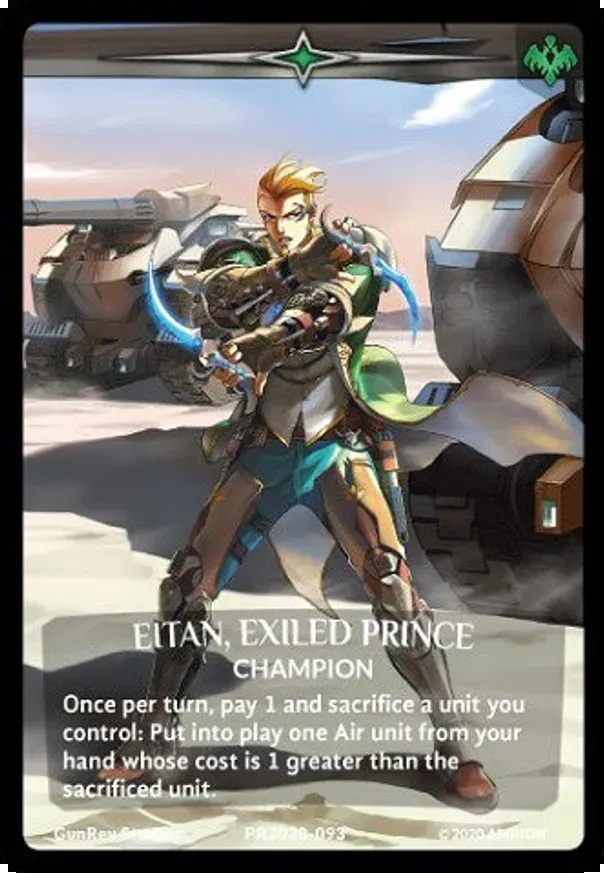 EITAN, EXILED PRINCE
CHAMPION
Once per turn, pay 1 and sacrifice a unit you
control: Put into play one Air unit from your
hand whose cost is 1 greater than the
sacrificed unit.
GunRev
PR2020-093
© 2020